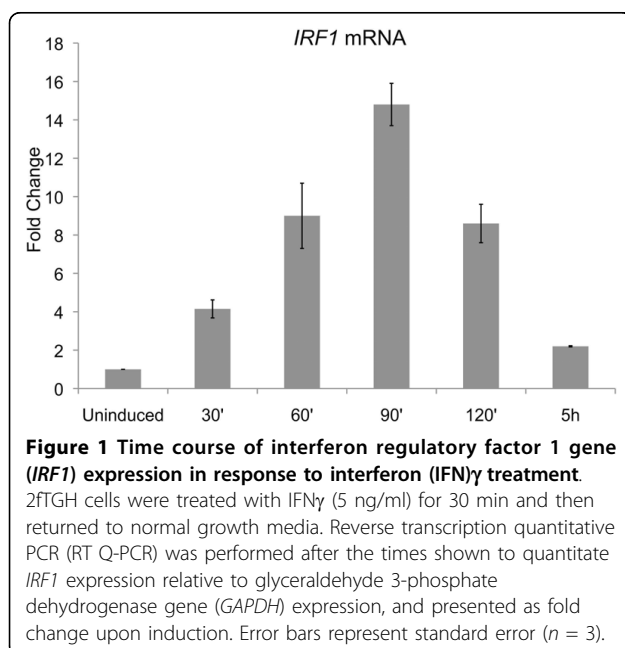 IRF1 mRNA
18
16
14
12
10
8
6
4
2
0
Fold Change
Uninduced 30' 60' 90' 120' 5h
Figure 1 Time course of interferon regulatory factor 1 gene
(IRF1) expression in response to interferon (IFN)γ treatment.
2fTGH cells were treated with IFNγ (5 ng/ml) for 30 min and then
returned to normal growth media. Reverse transcription quantitative
PCR (RT Q-PCR) was performed after the times shown to quantitate
IRF1 expression relative to glyceraldehyde 3-phosphate
dehydrogenase gene (GAPDH) expression, and presented as fold
change upon induction. Error bars represent standard error (n = 3).